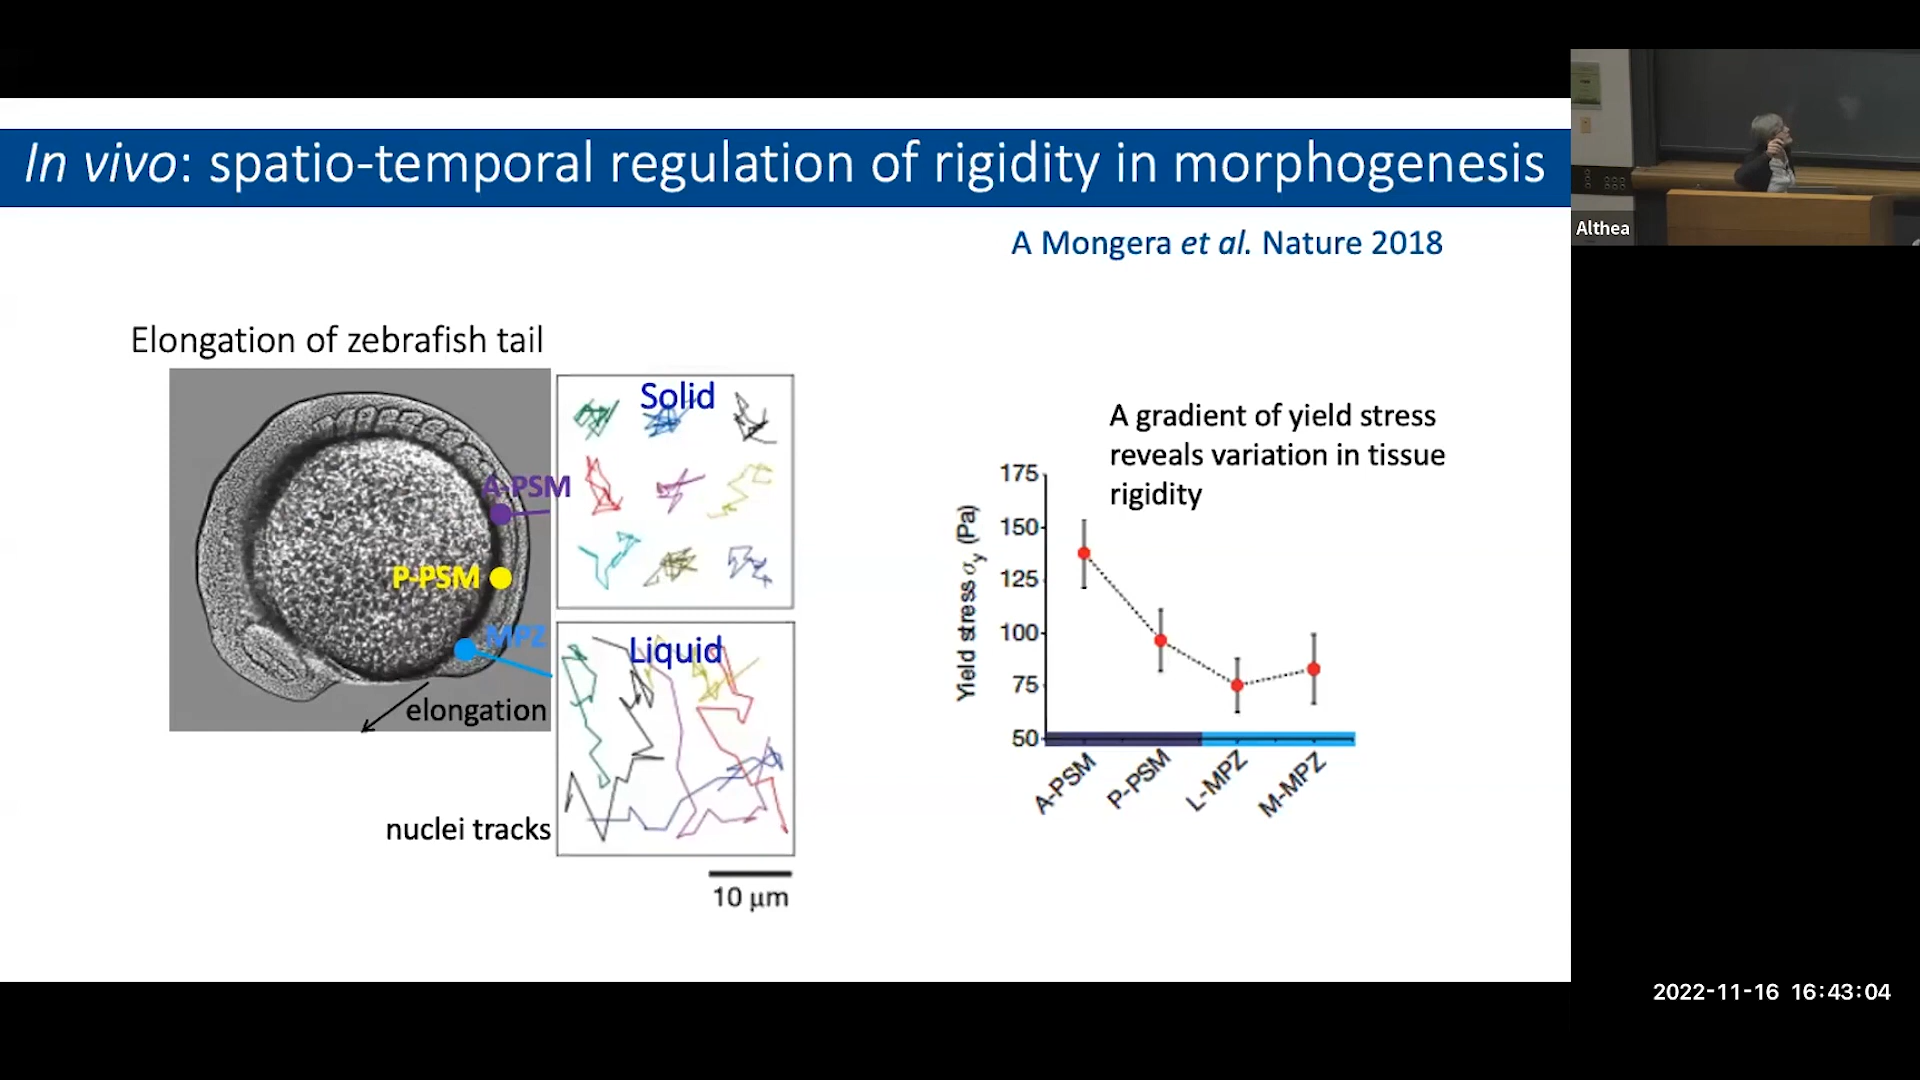 In vivo: spatio-temporal regulation of rigidity in morphogenesis
A Mongera et al. Nature 2018
Althea
Elongation of zebrafish tail
Solid
A-PSM
P-PSM
MPZ
Liquid
elongation
nuclei tracks
10 μm
A gradient of yield stress
reveals variation in tissue
rigidity
Yield stress σy (Pa)
175
150
125
100
75
50
A-PSM
P-PSM
L-MPZ
M-MPZ
2022-11-16 16:43:04